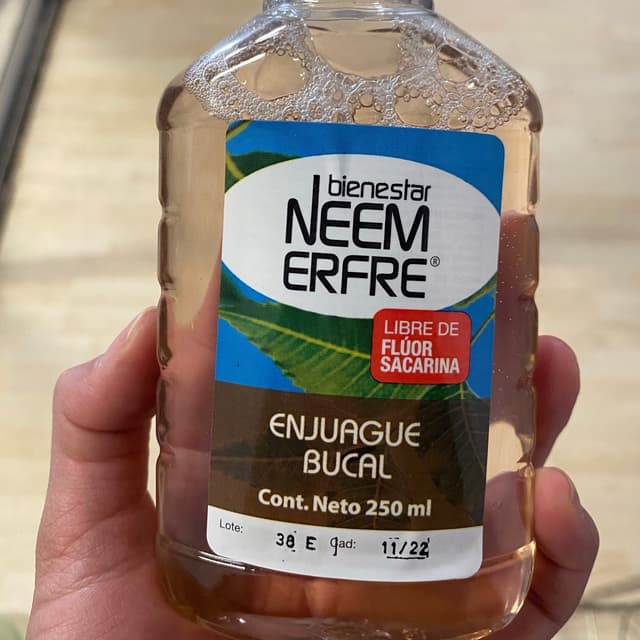 bienestar
NEEM
ERFRE®
LIBRE DE
FLÚOR
SACARINA
ENJUAGUE
BUCAL
Cont. Neto 250 ml
Lote: 38 E Cad: 11/22